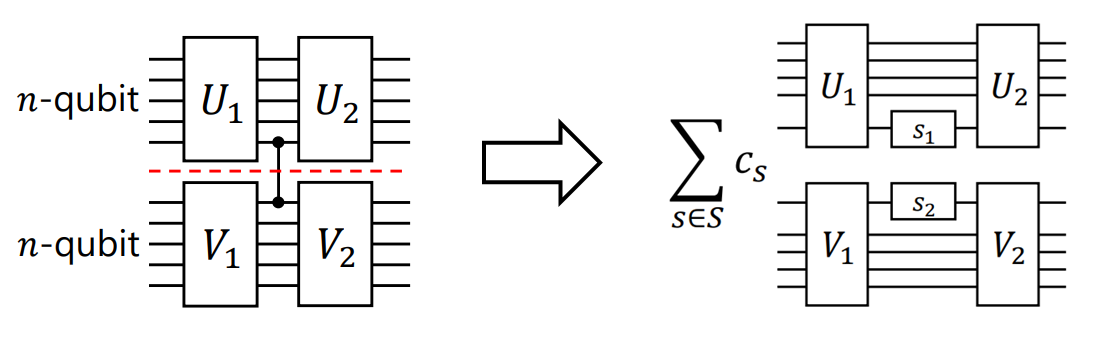 n-qubit
U₁
U₂
n-qubit
V₁
V₂
∑
s∈S
cₛ
U₁
s₁
U₂
V₁
s₂
V₂